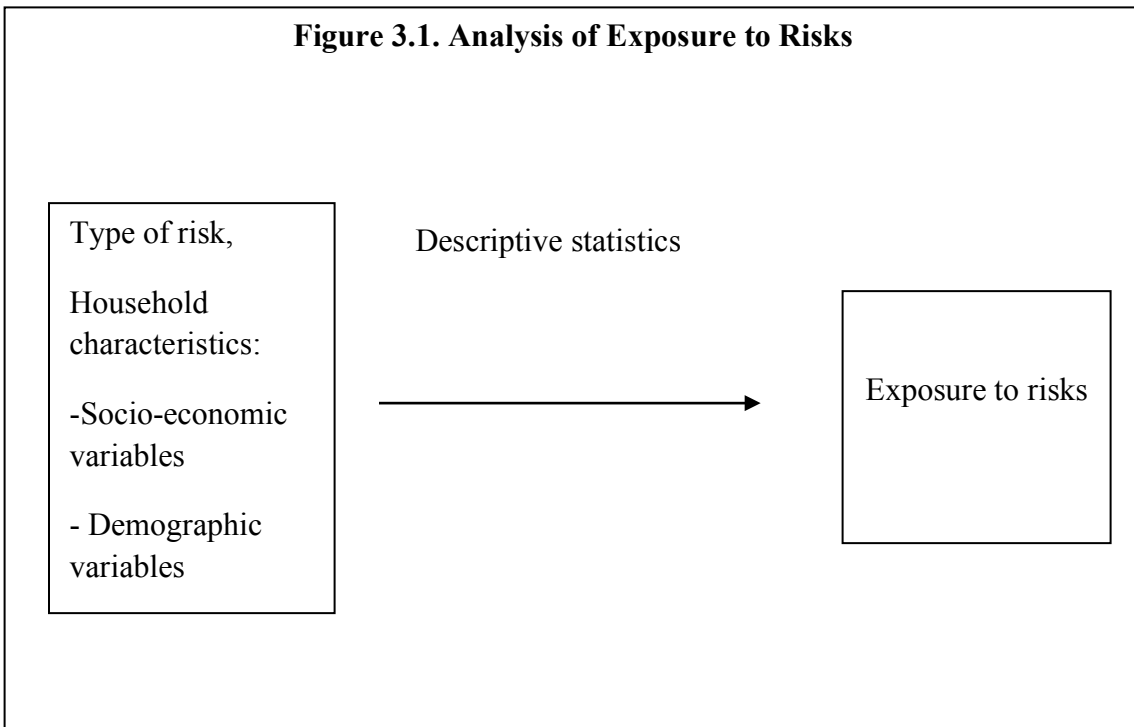 Figure 3.1. Analysis of Exposure to Risks
Type of risk,
Household
characteristics:
-Socio-economic
variables
- Demographic
variables
Descriptive statistics
Exposure to risks